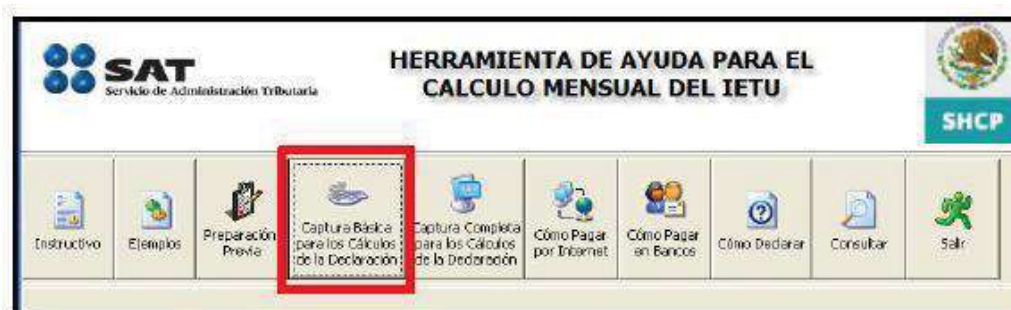 SAT
Servicio de Administración Tributaria
HERRAMIENTA DE AYUDA PARA EL
CALCULO MENSUAL DEL IETU
SHCP
Instructivo
Ejemplos
Preparación
Previa
Captura Básica
para los Cálculos
de la Declaración
Captura Completa
para los Cálculos
de la Declaración
Cómo Pagar
por Internet
Cómo Pagar
en Bancos
Cómo Declarar
Consultar
Salir